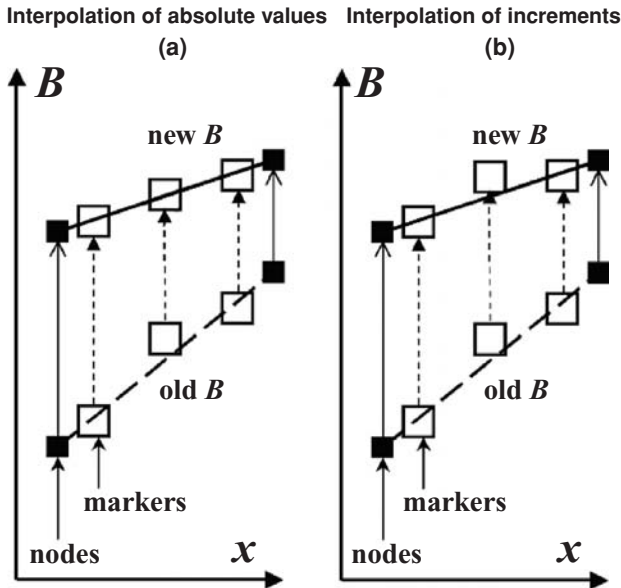 Interpolation of absolute values
(a)
B
new B
old B
markers
nodes
x
Interpolation of increments
(b)
B
new B
old B
markers
nodes
x